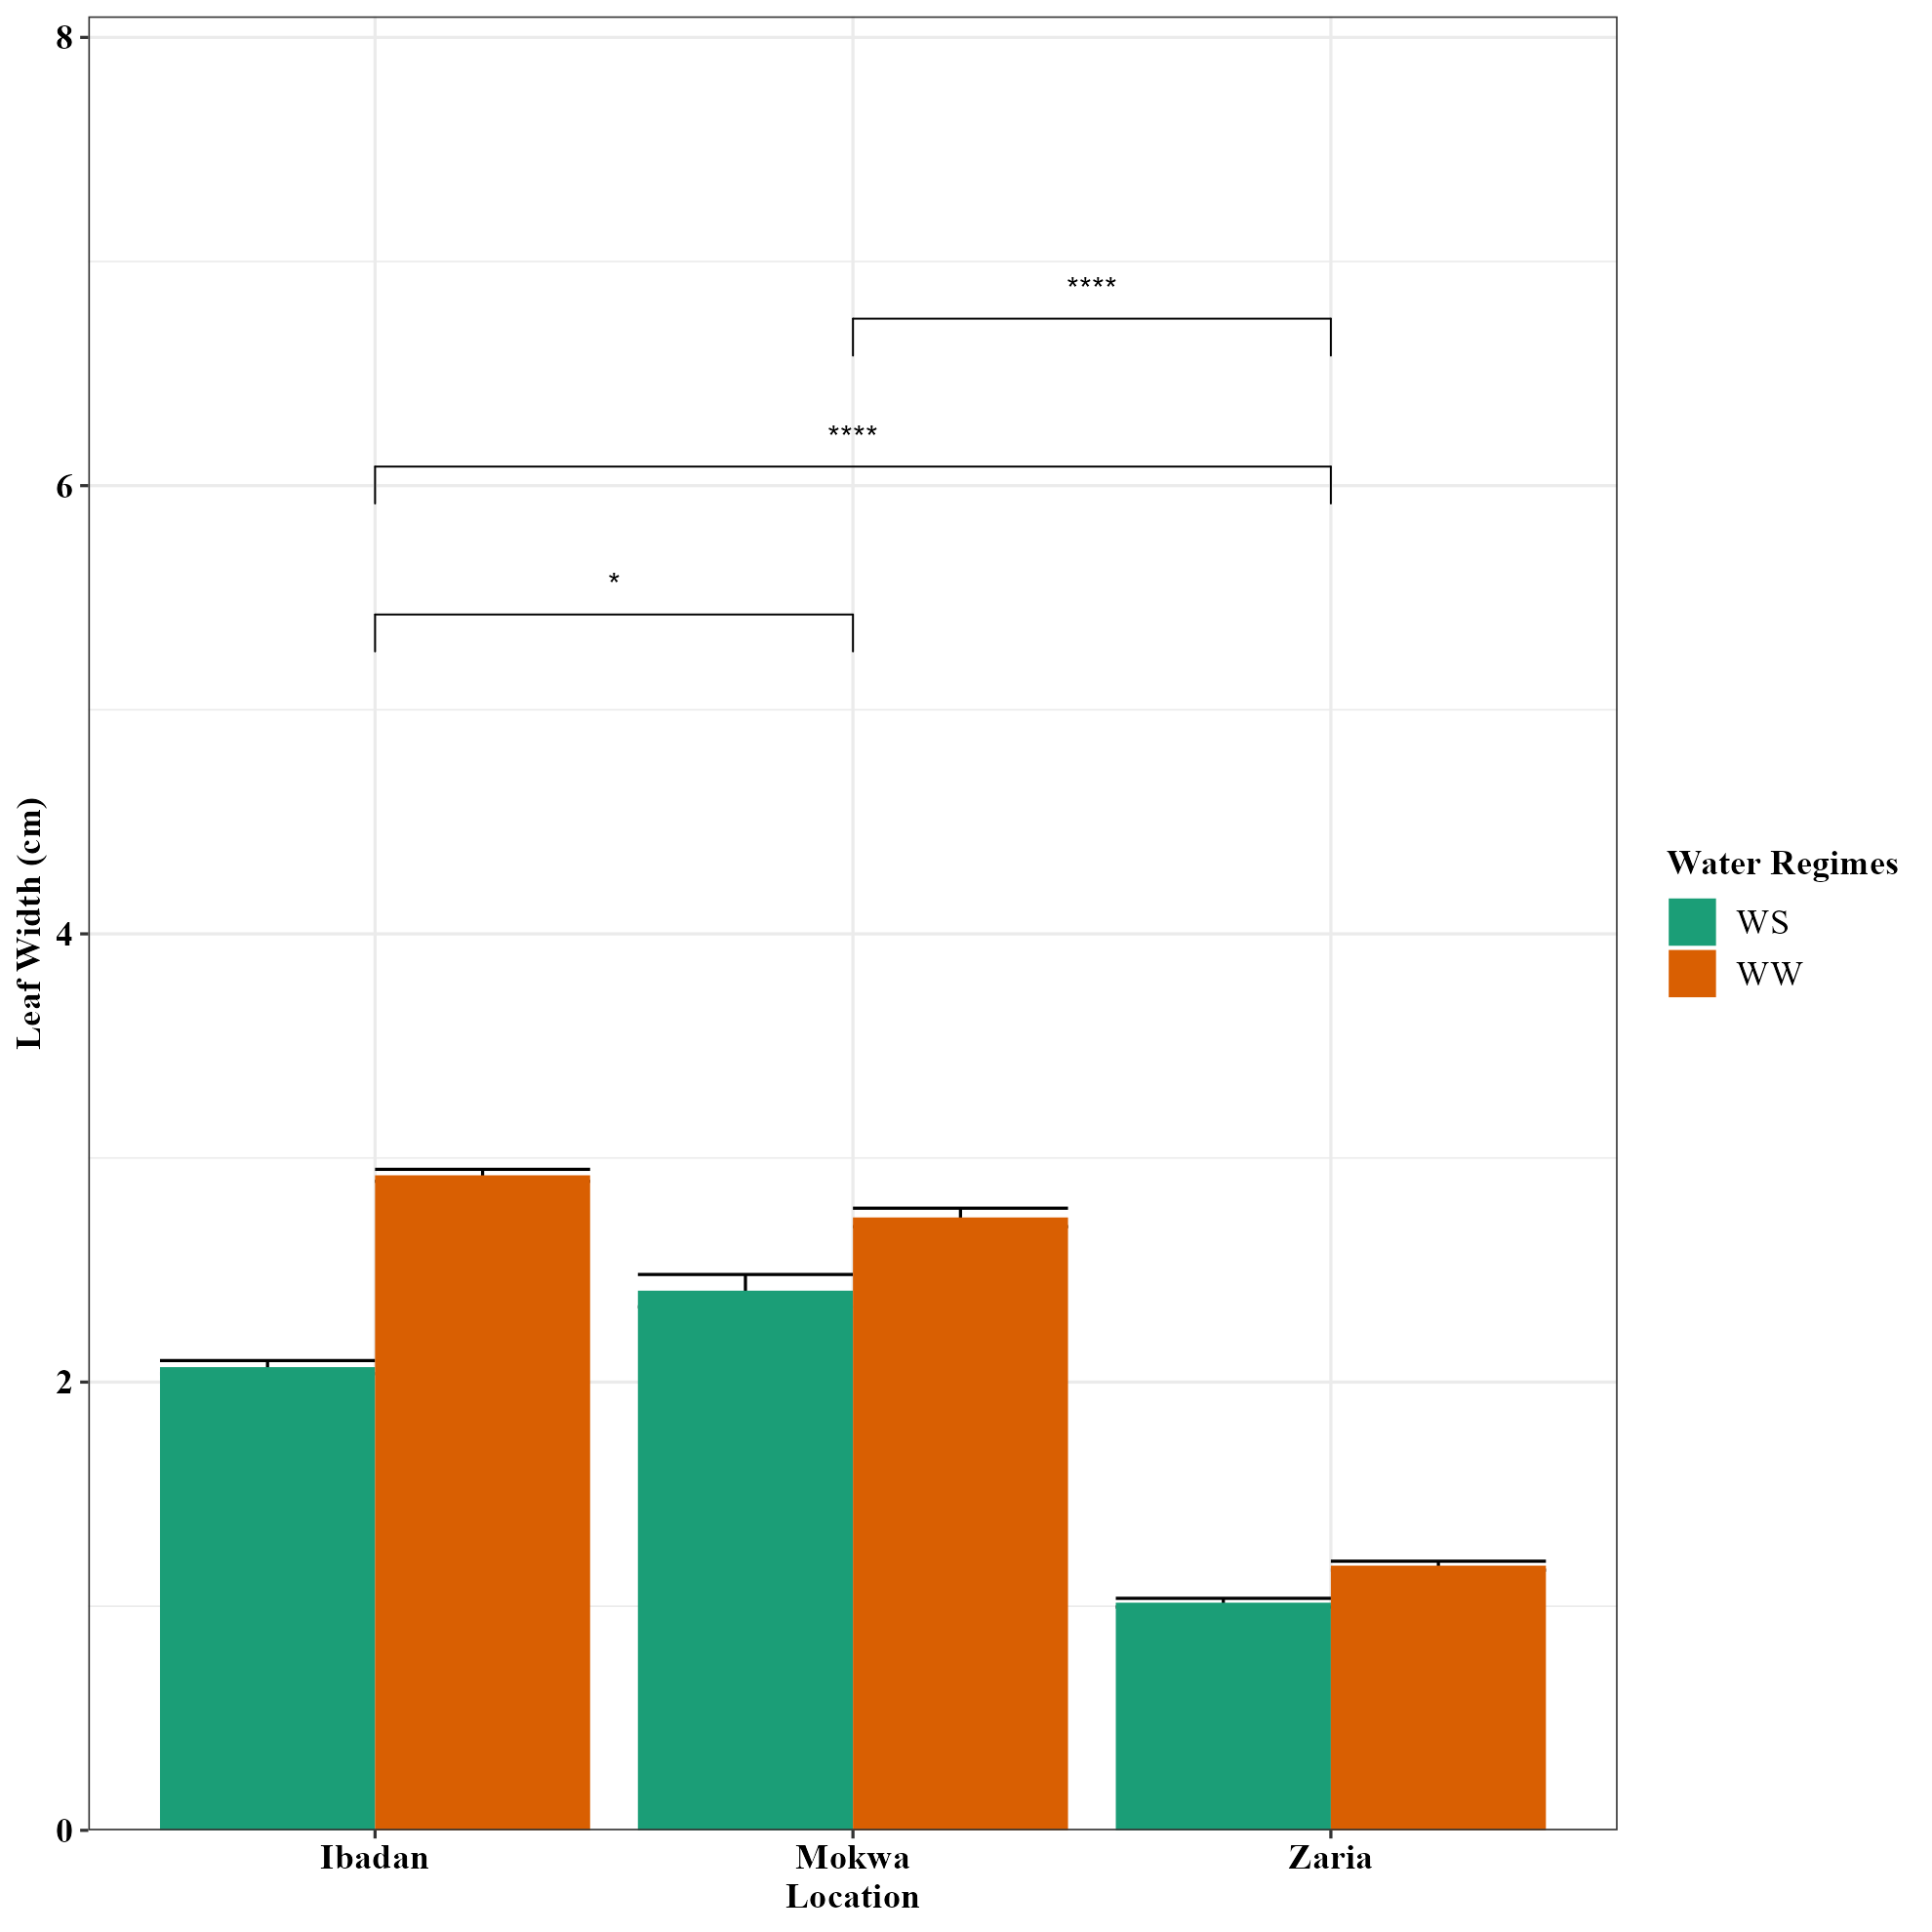 8
6
4
2
0
Leaf Width (cm)
****
****
*
Ibadan
Mokwa
Zaria
Location
Water Regimes
WS
WW